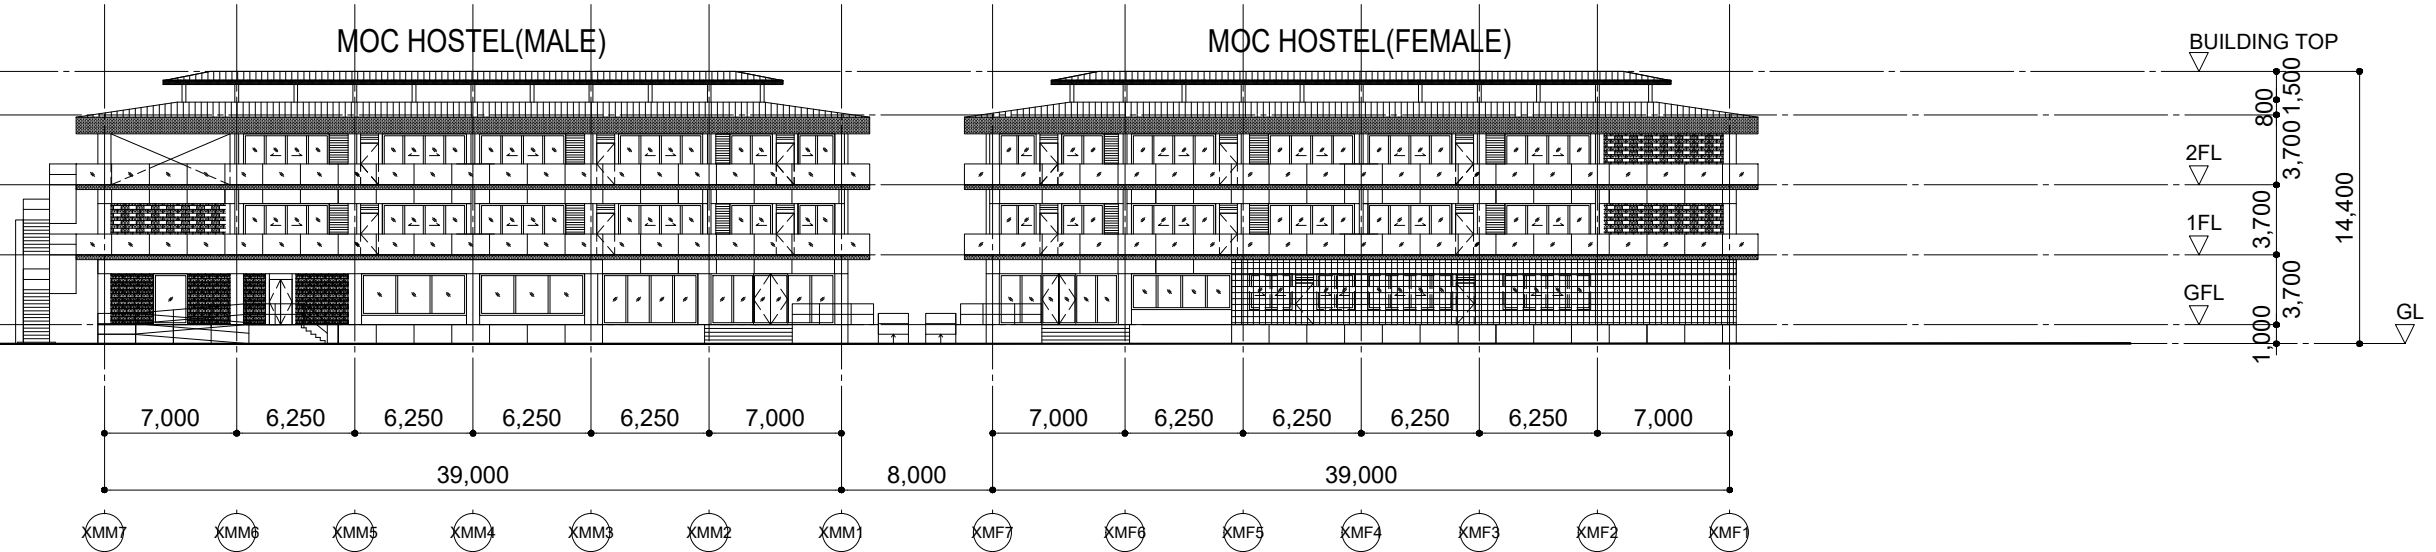 MOC HOSTEL(MALE)
MOC HOSTEL(FEMALE)
BUILDING TOP
1,500
800
3,700
2FL
3,700
14,400
1FL
3,700
GFL
1,000
GL
7,000 6,250 6,250 6,250 6,250 7,000 7,000 6,250 6,250 6,250 6,250 7,000
39,000 8,000 39,000
XMM7 XMM6 XMM5 XMM4 XMM3 XMM2 XMM1 XMF7 XMF6 XMF5 XMF4 XMF3 XMF2 XMF1